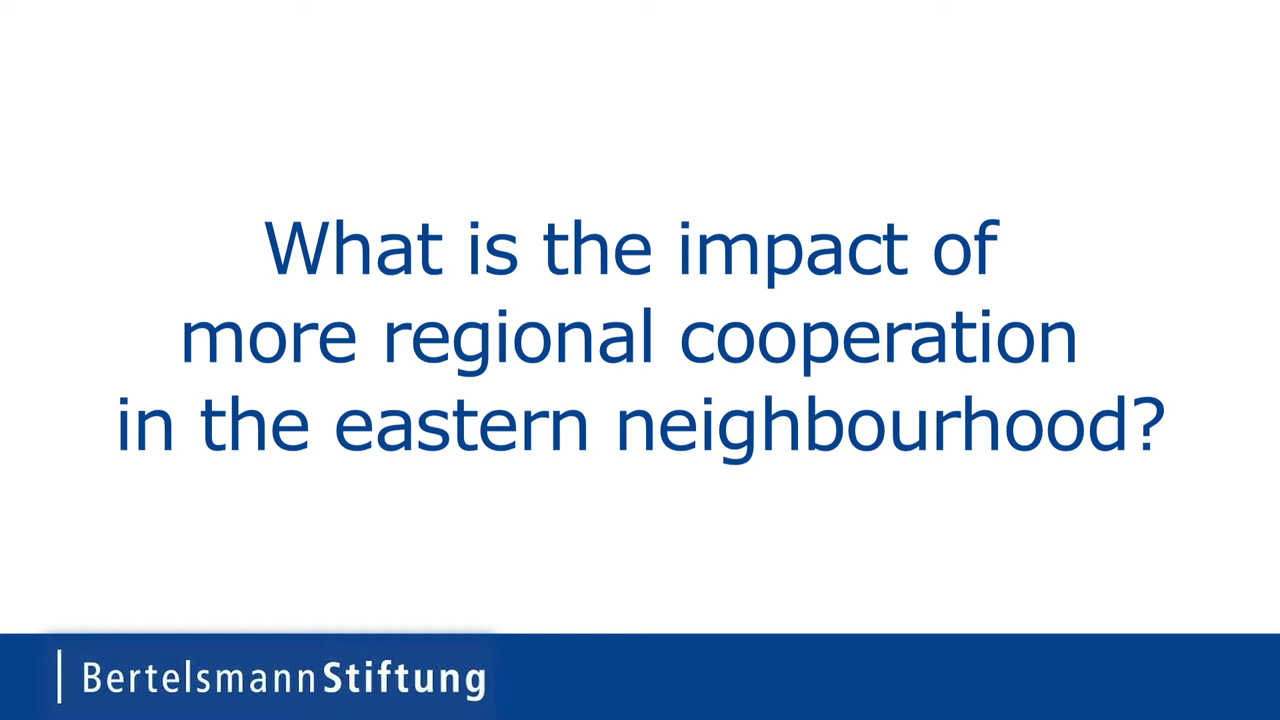 What is the impact of
more regional cooperation
in the eastern neighbourhood?
BertelsmannStiftung